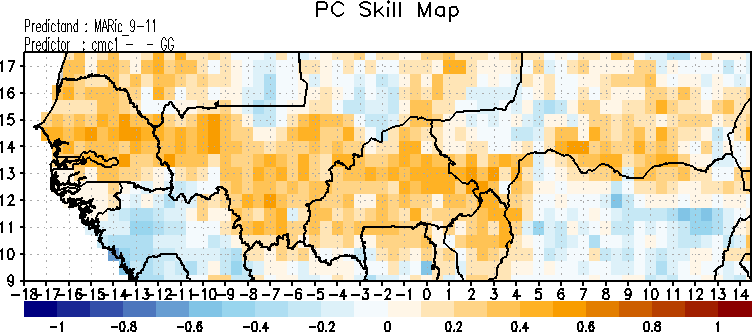 PC Skill Map
Predictand : MARic_9-11
Predictor : cmc1 - - GG
17
16
15
14
13
12
11
10
9
-18 -17 -16 -15 -14 -13 -12 -11 -10 -9 -8 -7 -6 -5 -4 -3 -2 -1 0 1 2 3 4 5 6 7 8 9 10 11 12 13 14
-1 -0.8 -0.6 -0.4 -0.2 0 0.2 0.4 0.6 0.8 1